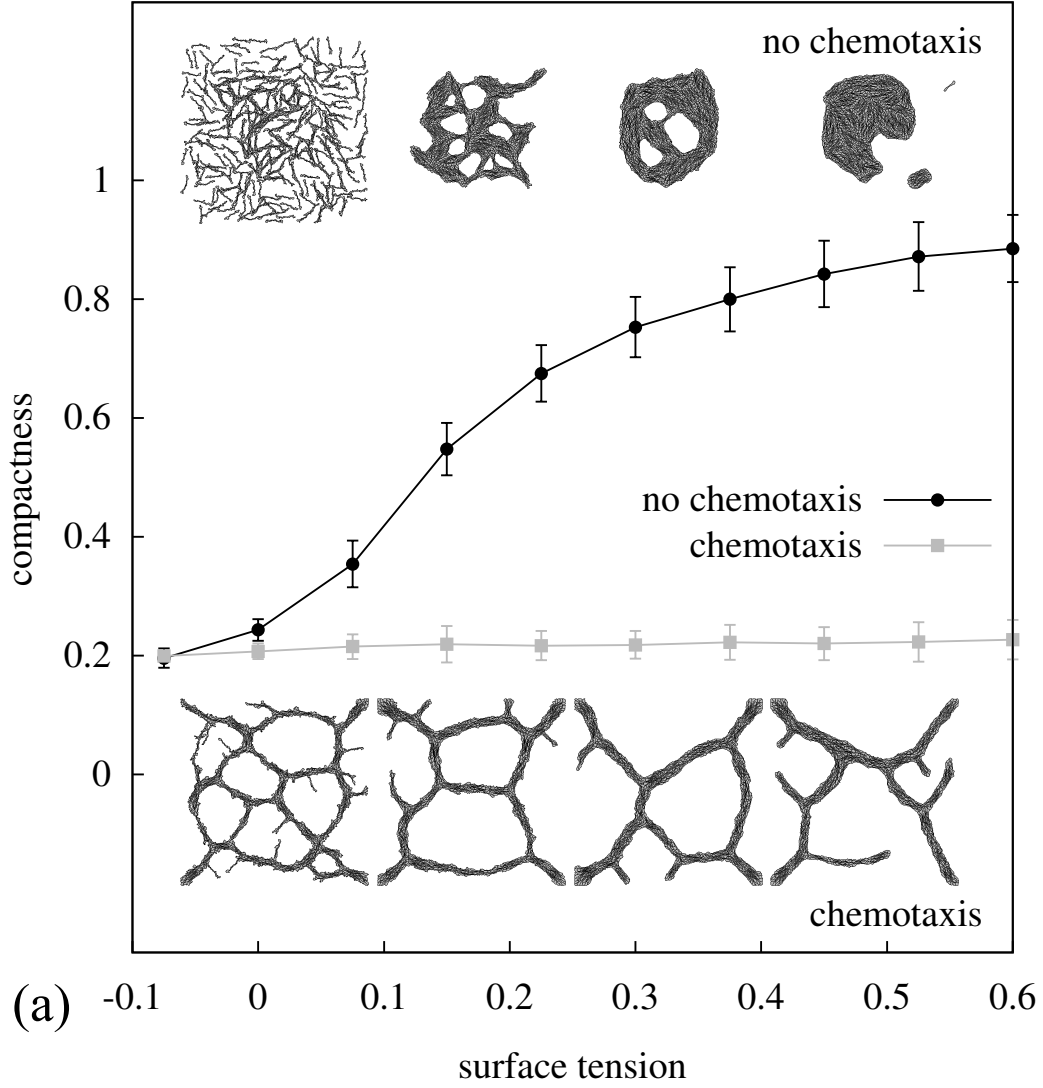 no chemotaxis
1
0.8
0.6
0.4
0.2
0
compactness
no chemotaxis
chemotaxis
chemotaxis
(a)
-0.1 0 0.1 0.2 0.3 0.4 0.5 0.6
surface tension